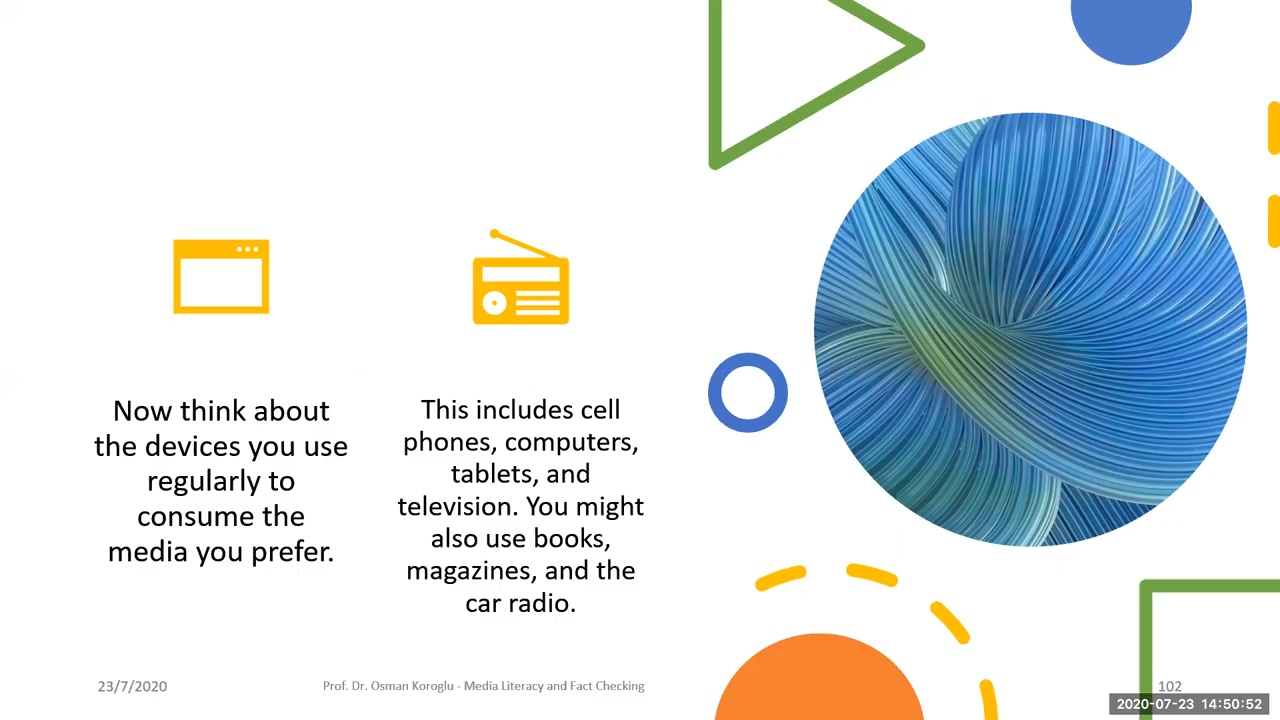 Now think about
the devices you use
regularly to
consume the
media you prefer.
This includes cell
phones, computers,
tablets, and
television. You might
also use books,
magazines, and the
car radio.
23/7/2020
Prof. Dr. Osman Koroglu - Media Literacy and Fact Checking
102
2020-07-23 14:50:52